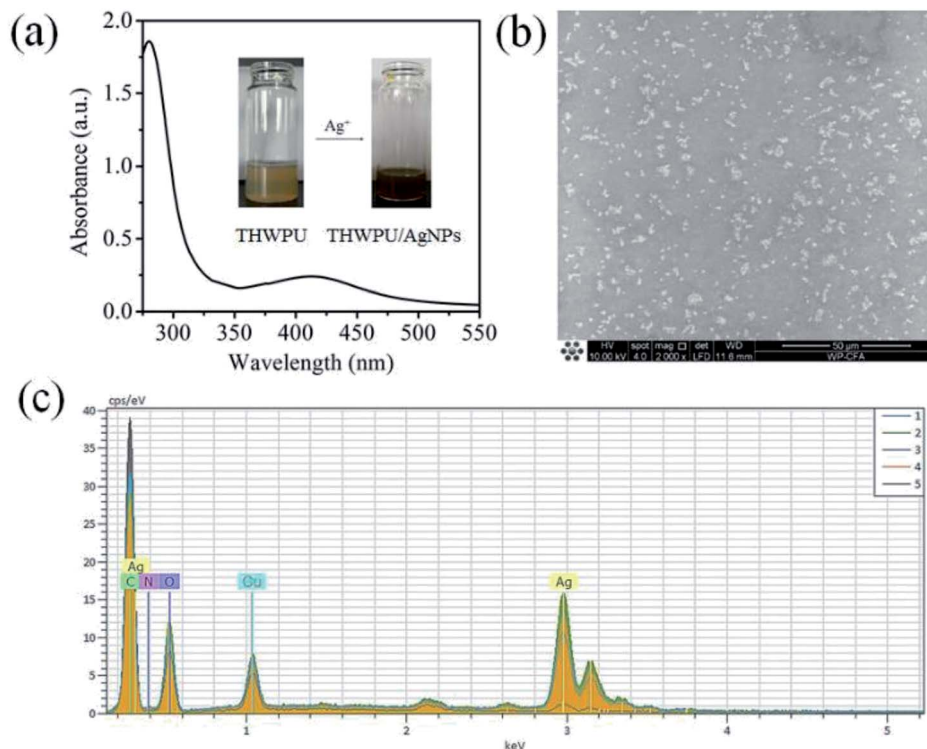 (a)
2.0
1.5
1.0
0.5
0.0
Absorbance (a.u.)
Ag⁺
THWPU THWPU/AgNPs
300 350 400 450 500 550
Wavelength (nm)
(b)
HV spot mag det WD 50 µm
10.00 kV 4.0 2 000 x LFD 11.6 mm WP-CFA
(c)
cps/eV
40
35
30
25
20
15
10
5
0
Ag
C N O Cu Ag
1
2
3
4
5
1 2 3 4 5
keV